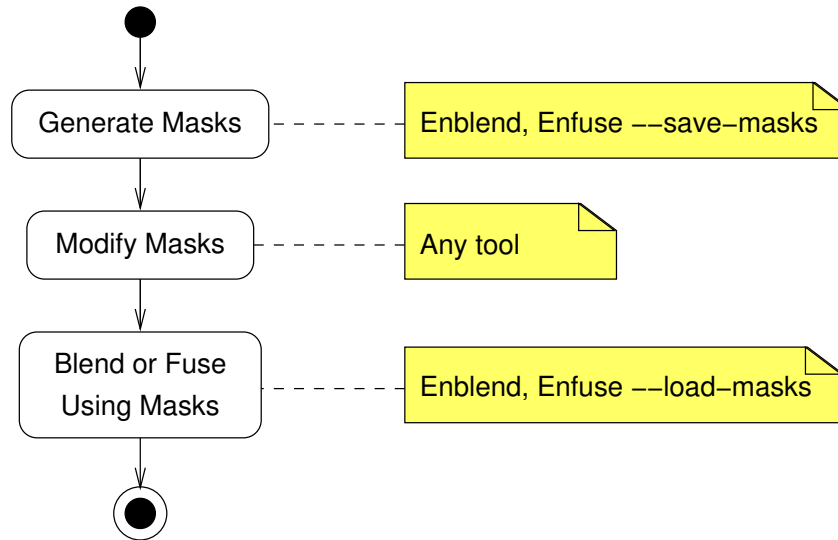 Generate Masks
Enblend, Enfuse −−save−masks
Modify Masks
Any tool
Blend or Fuse
Using Masks
Enblend, Enfuse −−load−masks